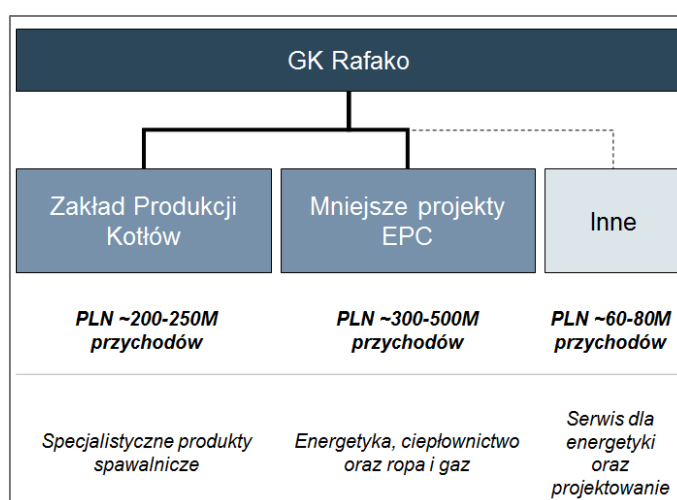 GK Rafako
Zakład Produkcji
Kotłów
Mniejsze projekty
EPC
Inne
PLN ~200-250M
przychodów
PLN ~300-500M
przychodów
PLN ~60-80M
przychodów
Specjalistyczne produkty
spawalnicze
Energetyka, ciepłownictwo
oraz ropa i gaz
Serwis dla
energetyki
oraz
projektowanie